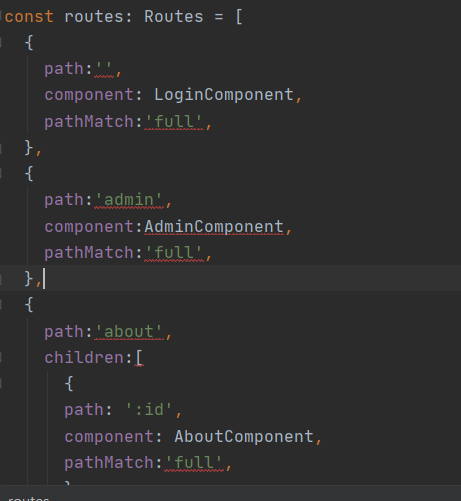 const routes: Routes = [
{
path:'',
component: LoginComponent,
pathMatch:'full',
},
{
path:'admin',
component:AdminComponent,
pathMatch:'full',
},
{
path:'about',
children:[
{
path: ':id',
component: AboutComponent,
pathMatch:'full',
}
routes